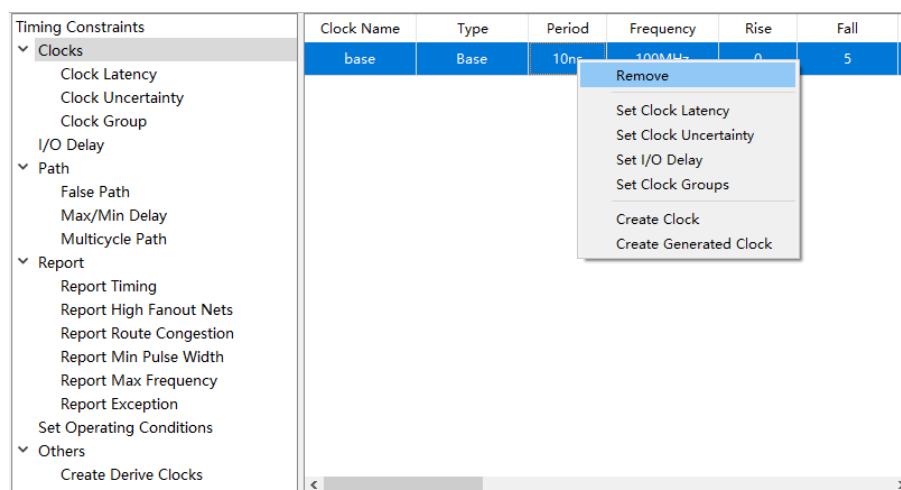 Timing Constraints
Clocks
Clock Latency
Clock Uncertainty
Clock Group
I/O Delay
Path
False Path
Max/Min Delay
Multicycle Path
Report
Report Timing
Report High Fanout Nets
Report Route Congestion
Report Min Pulse Width
Report Max Frequency
Report Exception
Set Operating Conditions
Others
Create Derive Clocks
Clock Name Type Period Frequency Rise Fall
base Base 10ns 100MHz 0 5
Remove
Set Clock Latency
Set Clock Uncertainty
Set I/O Delay
Set Clock Groups
Create Clock
Create Generated Clock